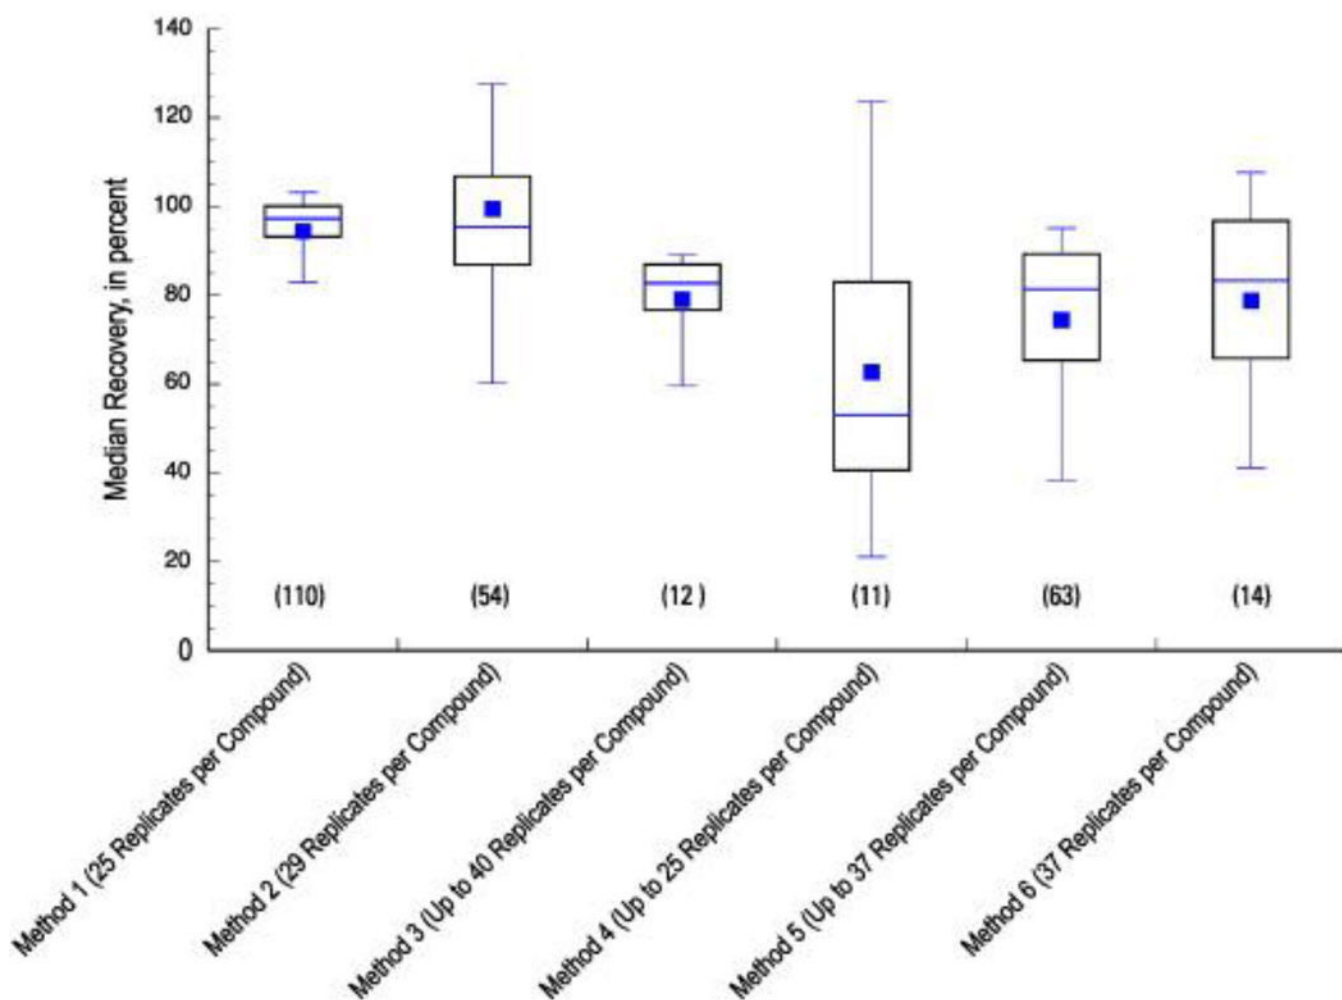 Median Recovery, in percent
140
120
100
80
60
40
20
0
(110)
(54)
(12 )
(11)
(63)
(14)
Method 1 (25 Replicates per Compound)
Method 2 (29 Replicates per Compound)
Method 3 (Up to 40 Replicates per Compound)
Method 4 (Up to 25 Replicates per Compound)
Method 5 (Up to 37 Replicates per Compound)
Method 6 (37 Replicates per Compound)